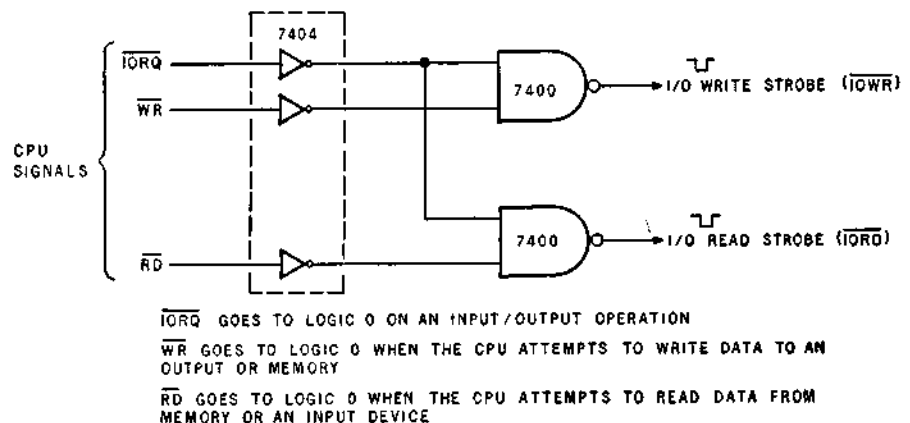 7404
IORQ
WR
7400
I/O WRITE STROBE (IOWR)
CPU
SIGNALS
7400
I/O READ STROBE (IORD)
RD
IORQ GOES TO LOGIC 0 ON AN INPUT/OUTPUT OPERATION
WR GOES TO LOGIC 0 WHEN THE CPU ATTEMPTS TO WRITE DATA TO AN
OUTPUT OR MEMORY
RD GOES TO LOGIC 0 WHEN THE CPU ATTEMPTS TO READ DATA FROM
MEMORY OR AN INPUT DEVICE